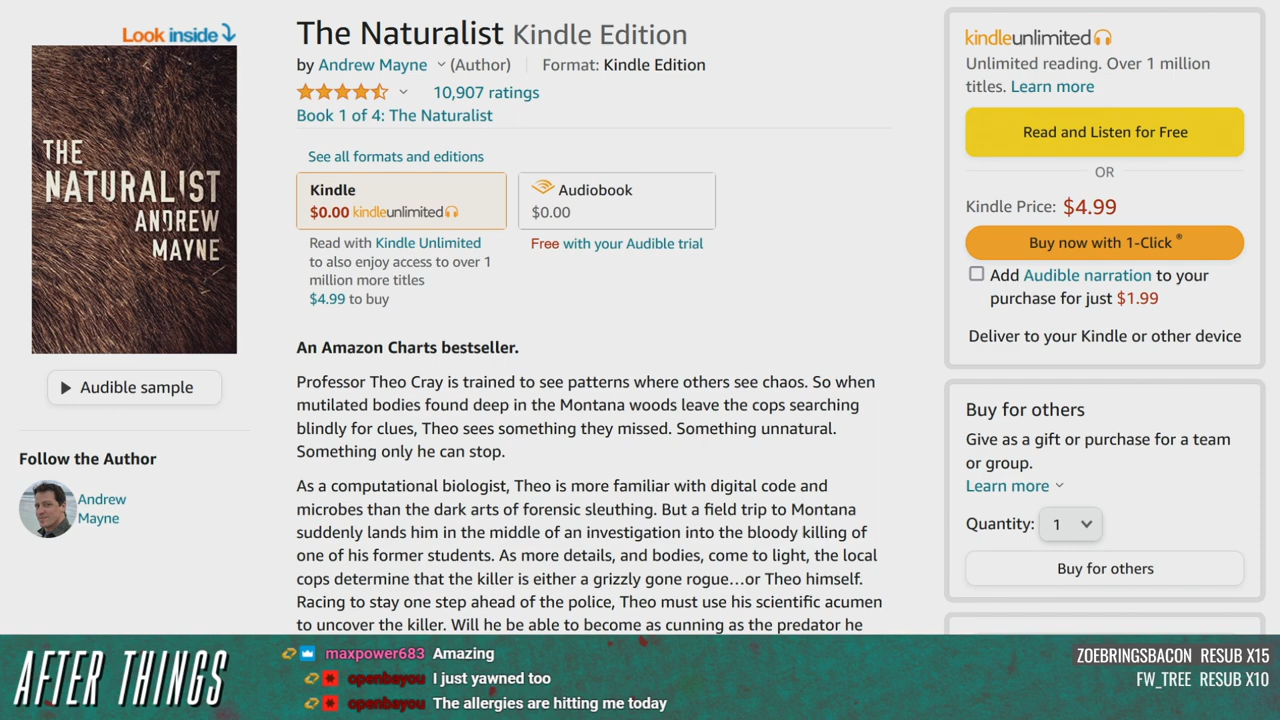 Look inside
THE
NATURALIST
ANDREW
MAYNE
Audible sample
Follow the Author
Andrew
Mayne
The Naturalist Kindle Edition
by Andrew Mayne (Author) Format: Kindle Edition
10,907 ratings
Book 1 of 4: The Naturalist
See all formats and editions
Kindle
$0.00 kindleunlimited
Read with Kindle Unlimited
to also enjoy access to over 1
million more titles
$4.99 to buy
Audiobook
$0.00
Free with your Audible trial
An Amazon Charts bestseller.
Professor Theo Cray is trained to see patterns where others see chaos. So when
mutilated bodies found deep in the Montana woods leave the cops searching
blindly for clues, Theo sees something they missed. Something unnatural.
Something only he can stop.
As a computational biologist, Theo is more familiar with digital code and
microbes than the dark arts of forensic sleuthing. But a field trip to Montana
suddenly lands him in the middle of an investigation into the bloody killing of
one of his former students. As more details, and bodies, come to light, the local
cops determine that the killer is either a grizzly gone rogue…or Theo himself.
Racing to stay one step ahead of the police, Theo must use his scientific acumen
to uncover the killer. Will he be able to become as cunning as the predator he
kindleunlimited
Unlimited reading. Over 1 million
titles. Learn more
Read and Listen for Free
OR
Kindle Price: $4.99
Buy now with 1-Click ®
Add Audible narration to your
purchase for just $1.99
Deliver to your Kindle or other device
Buy for others
Give as a gift or purchase for a team
or group.
Learn more
Quantity: 1
Buy for others
AFTER THINGS
maxpower683 Amazing
openbayou I just yawned too
openbayou The allergies are hitting me today
ZOEBRINGSBACON RESUB X15
FW_TREE RESUB X10